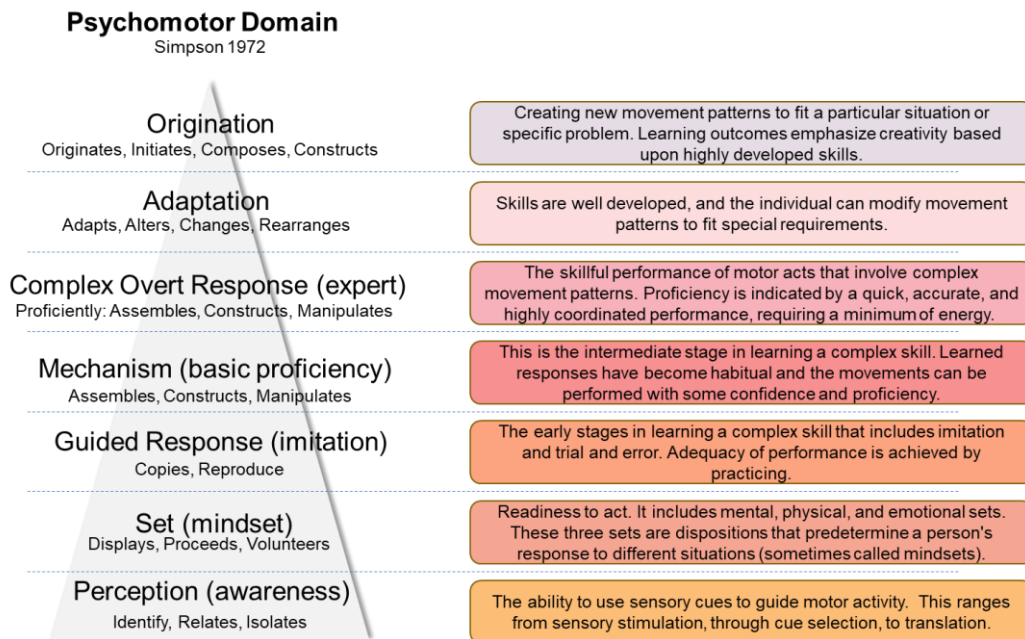 Psychomotor Domain
Simpson 1972
Origination
Originates, Initiates, Composes, Constructs
Creating new movement patterns to fit a particular situation or
specific problem. Learning outcomes emphasize creativity based
upon highly developed skills.
Adaptation
Adapts, Alters, Changes, Rearranges
Skills are well developed, and the individual can modify movement
patterns to fit special requirements.
Complex Overt Response (expert)
Proficiently: Assembles, Constructs, Manipulates
The skillful performance of motor acts that involve complex
movement patterns. Proficiency is indicated by a quick, accurate, and
highly coordinated performance, requiring a minimum of energy.
Mechanism (basic proficiency)
Assembles, Constructs, Manipulates
This is the intermediate stage in learning a complex skill. Learned
responses have become habitual and the movements can be
performed with some confidence and proficiency.
Guided Response (imitation)
Copies, Reproduce
The early stages in learning a complex skill that includes imitation
and trial and error. Adequacy of performance is achieved by
practicing.
Set (mindset)
Displays, Proceeds, Volunteers
Readiness to act. It includes mental, physical, and emotional sets.
These three sets are dispositions that predetermine a person's
response to different situations (sometimes called mindsets).
Perception (awareness)
Identify, Relates, Isolates
The ability to use sensory cues to guide motor activity. This ranges
from sensory stimulation, through cue selection, to translation.